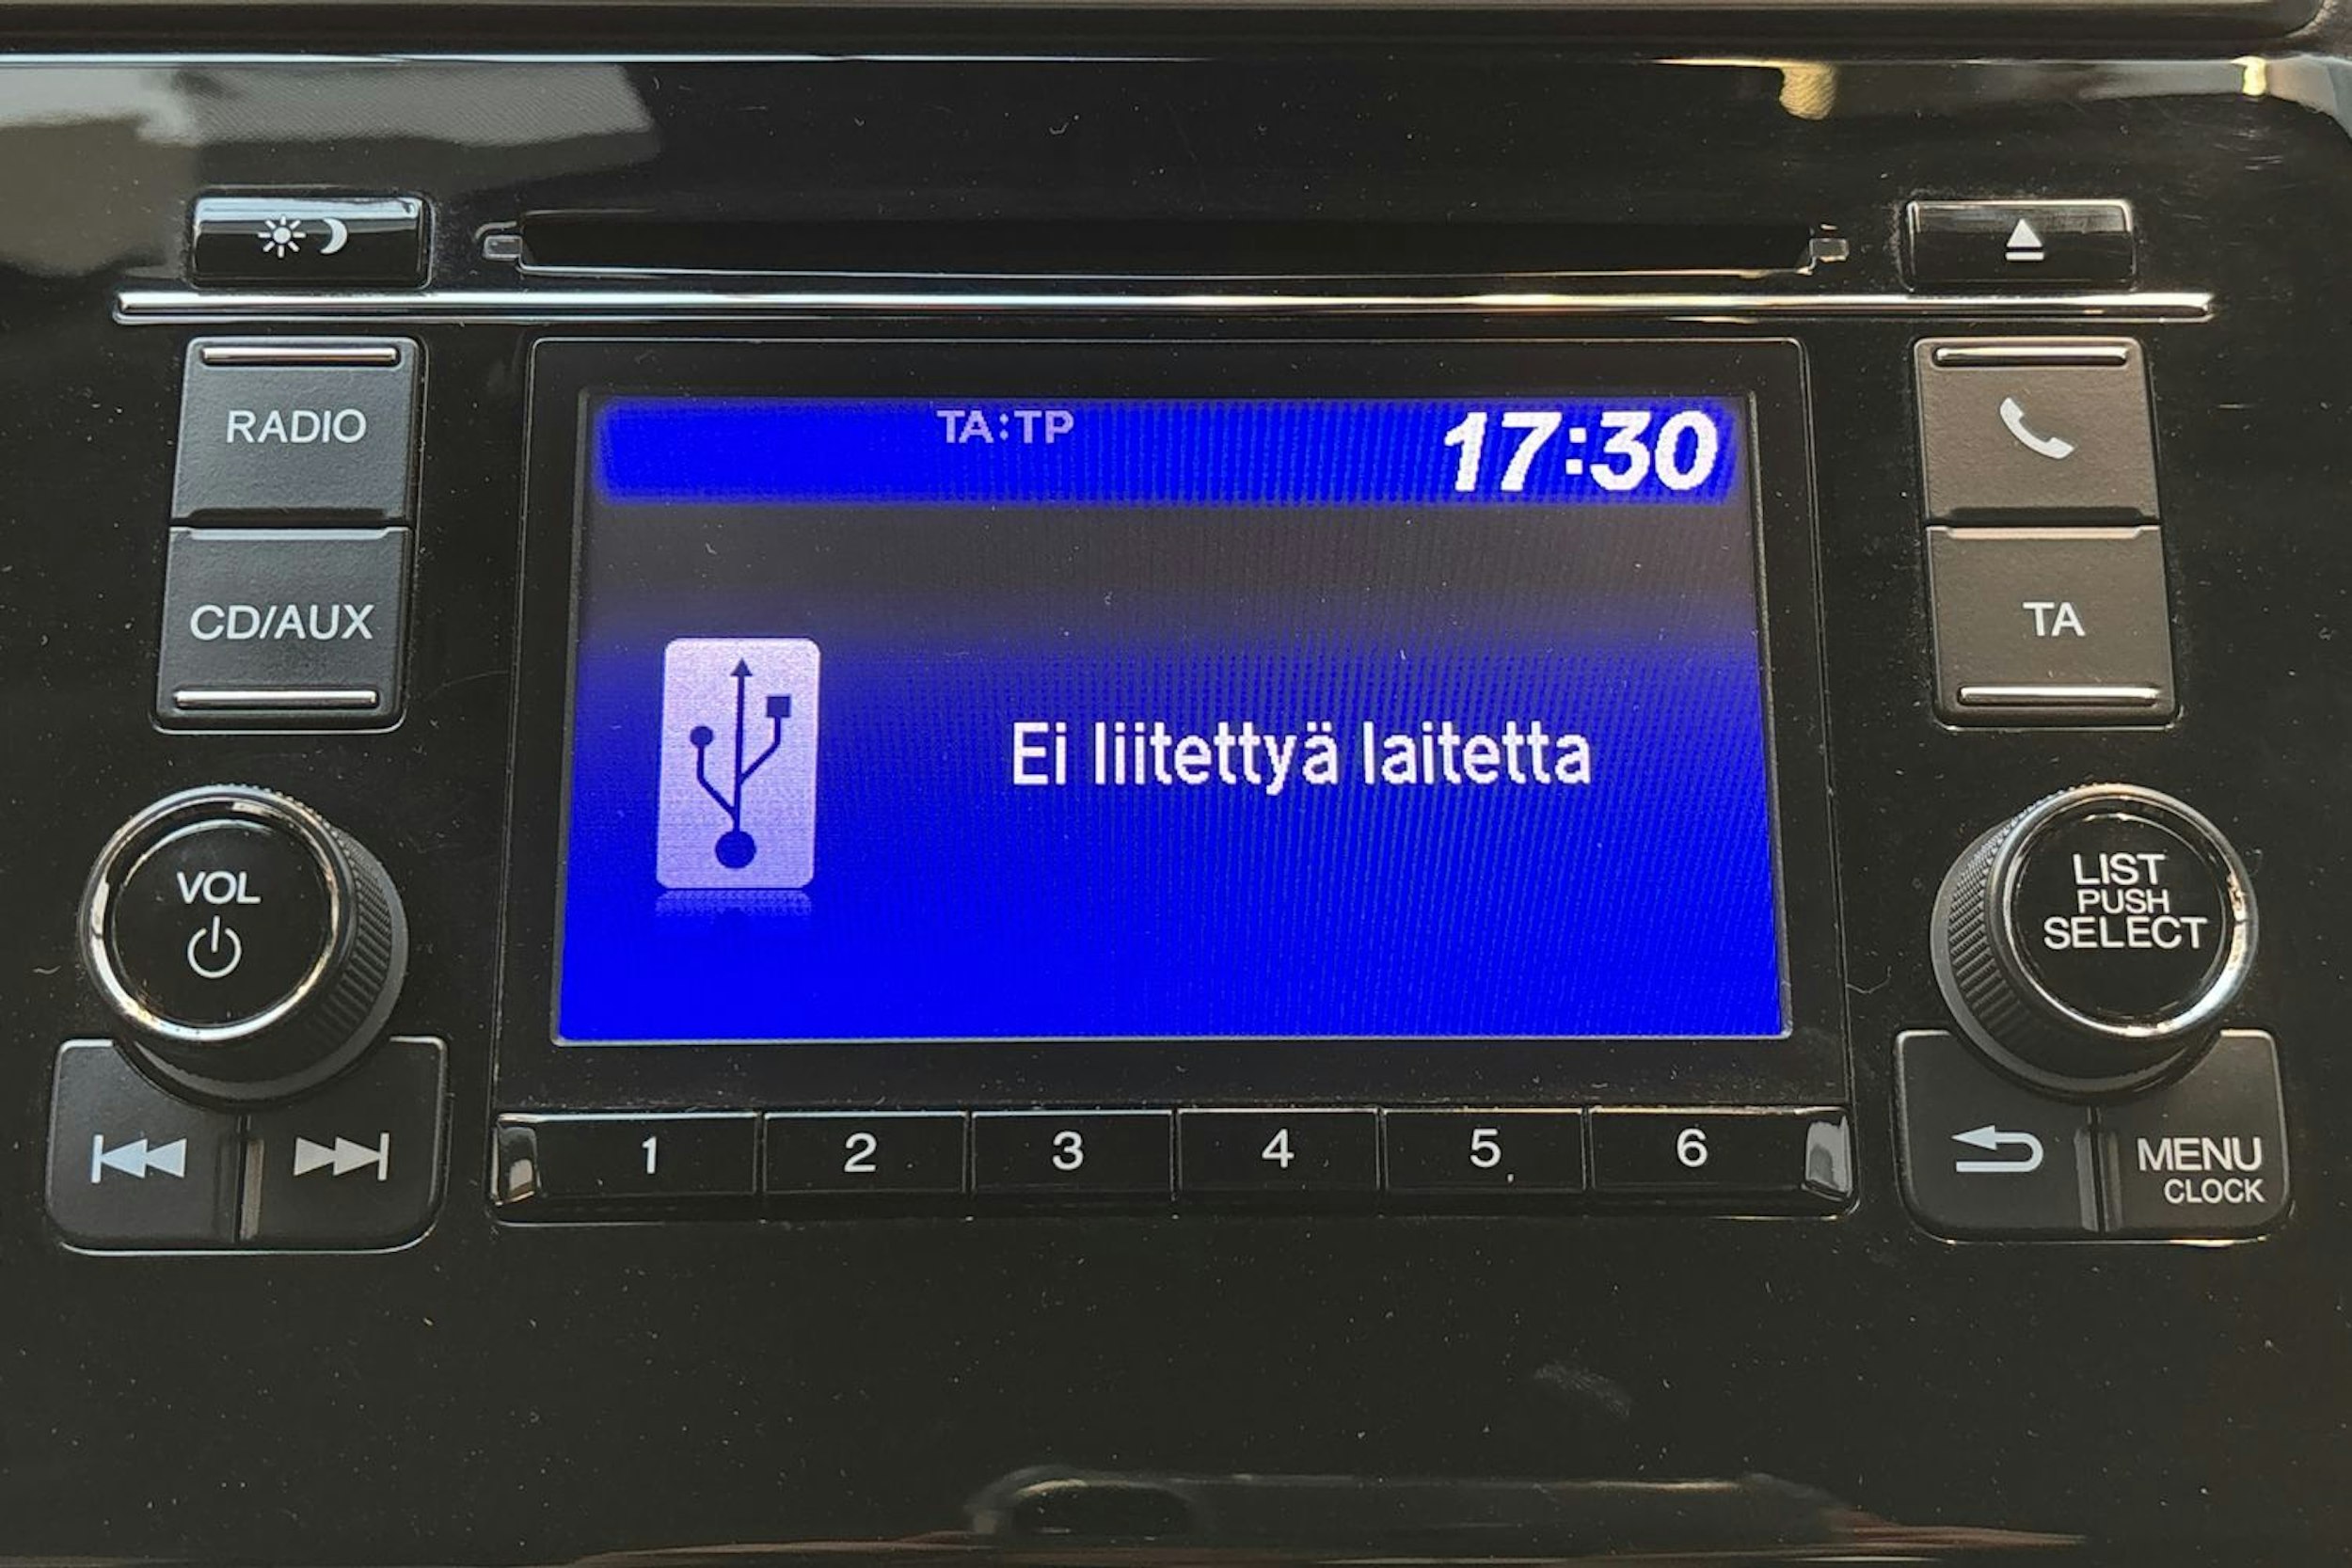 TA:TP 17:30
RADIO
CD/AUX
TA
Ei liitettyä laitetta
VOL
LIST
PUSH
SELECT
1 2 3 4 5 6
MENU
CLOCK